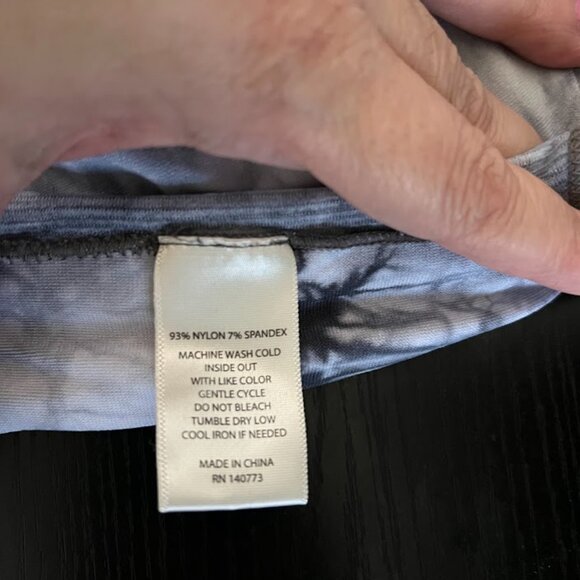 93% NYLON 7% SPANDEX
MACHINE WASH COLD
INSIDE OUT
WITH LIKE COLOR
GENTLE CYCLE
DO NOT BLEACH
TUMBLE DRY LOW
COOL IRON IF NEEDED
MADE IN CHINA
RN 140773